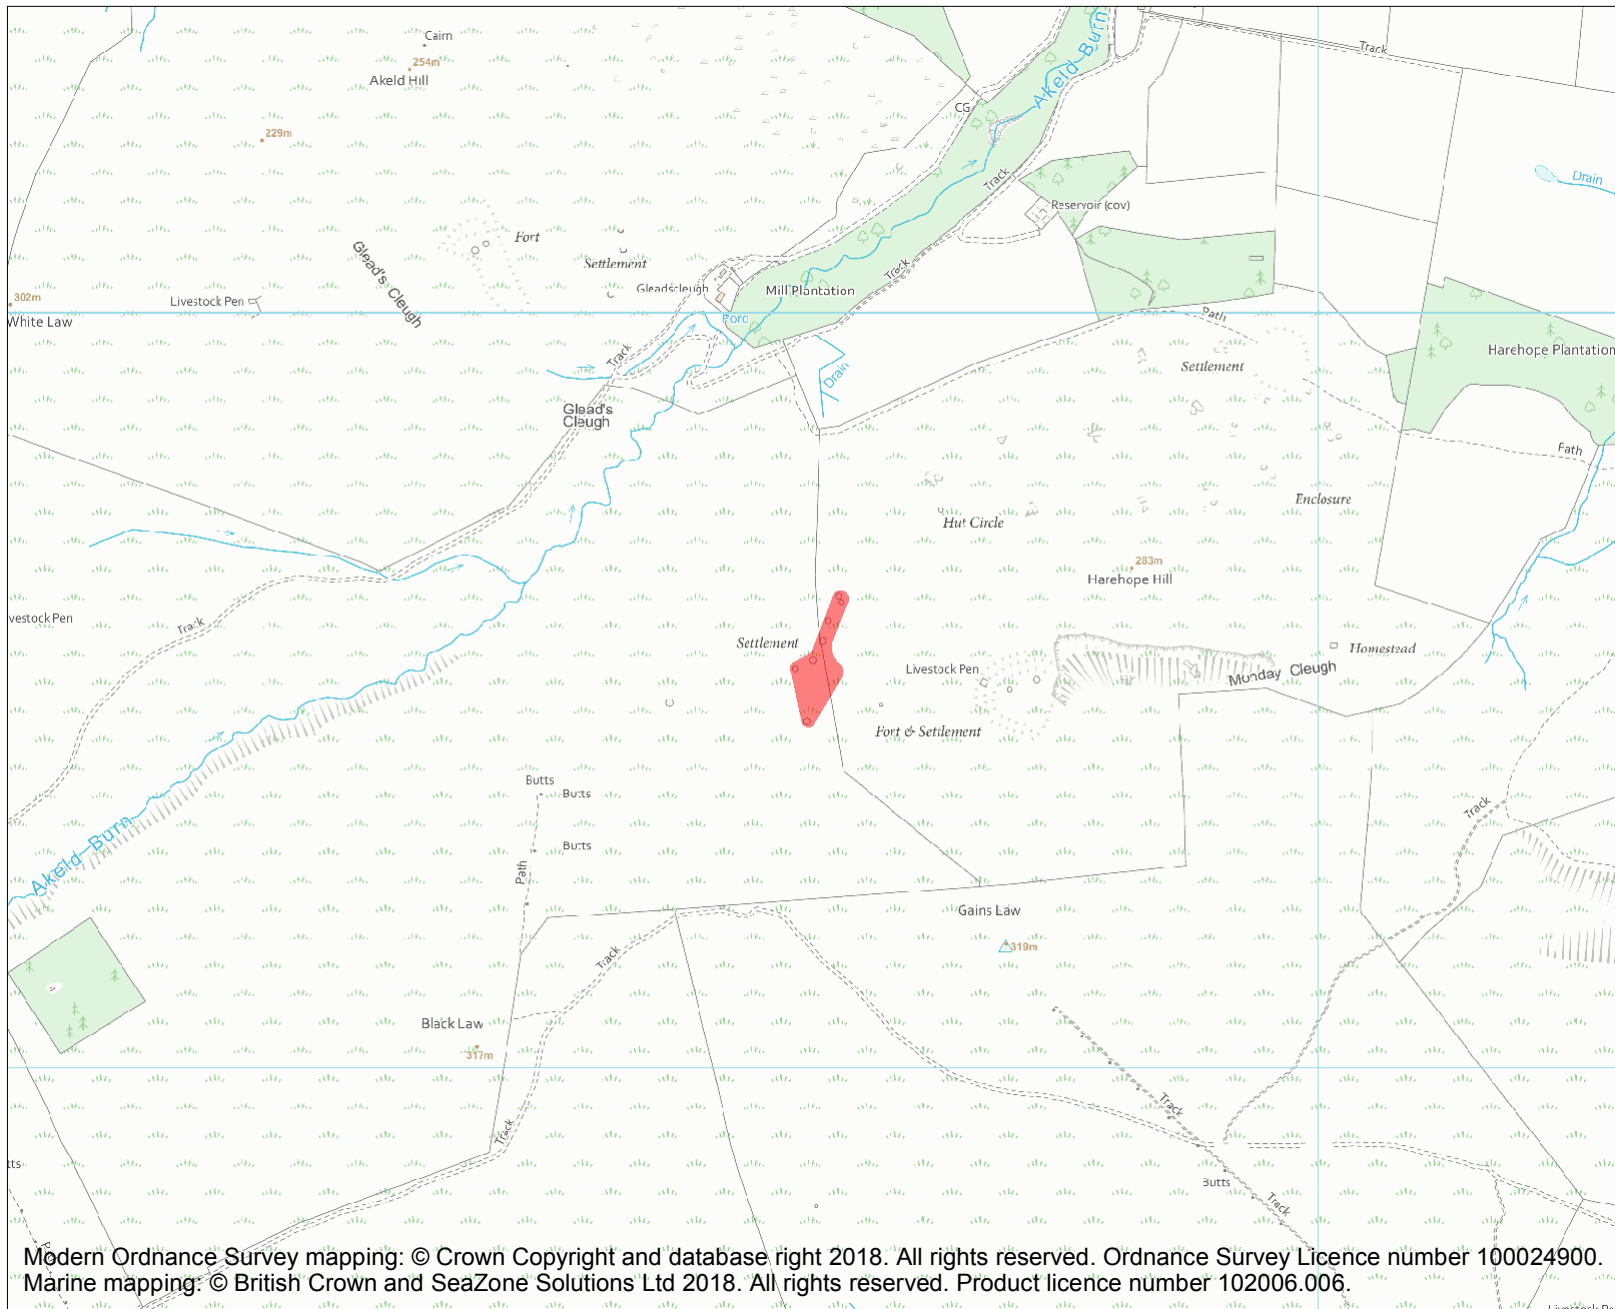 Cairn
254m
Akeld Hill
Track
Akeld Burn
CG
229m
Track
Drain
Reservoir (cov)
Fort
Settlement
Glead's Cleugh
Track
Gleadscleugh
Mill Plantation
302m
Livestock Pen
White Law
Ford
Path
Harehope Plantation
Track
Settlement
Drain
Glead's
Cleugh
Path
Enclosure
Hut Circle
283m
Harehope Hill
vestock Pen
Track
Settlement
Homestead
Livestock Pen
Monday Cleugh
Fort & Settlement
Butts
Butts
Track
Butts
Akeld Burn
Path
Gains Law
319m
Track
Black Law
317m
Track
Track
tts
Butts
Track
Modern Ordnance Survey mapping: © Crown Copyright and database right 2018. All rights reserved. Ordnance Survey Licence number 100024900.
Marine mapping: © British Crown and SeaZone Solutions Ltd 2018. All rights reserved. Product licence number 102006.006.